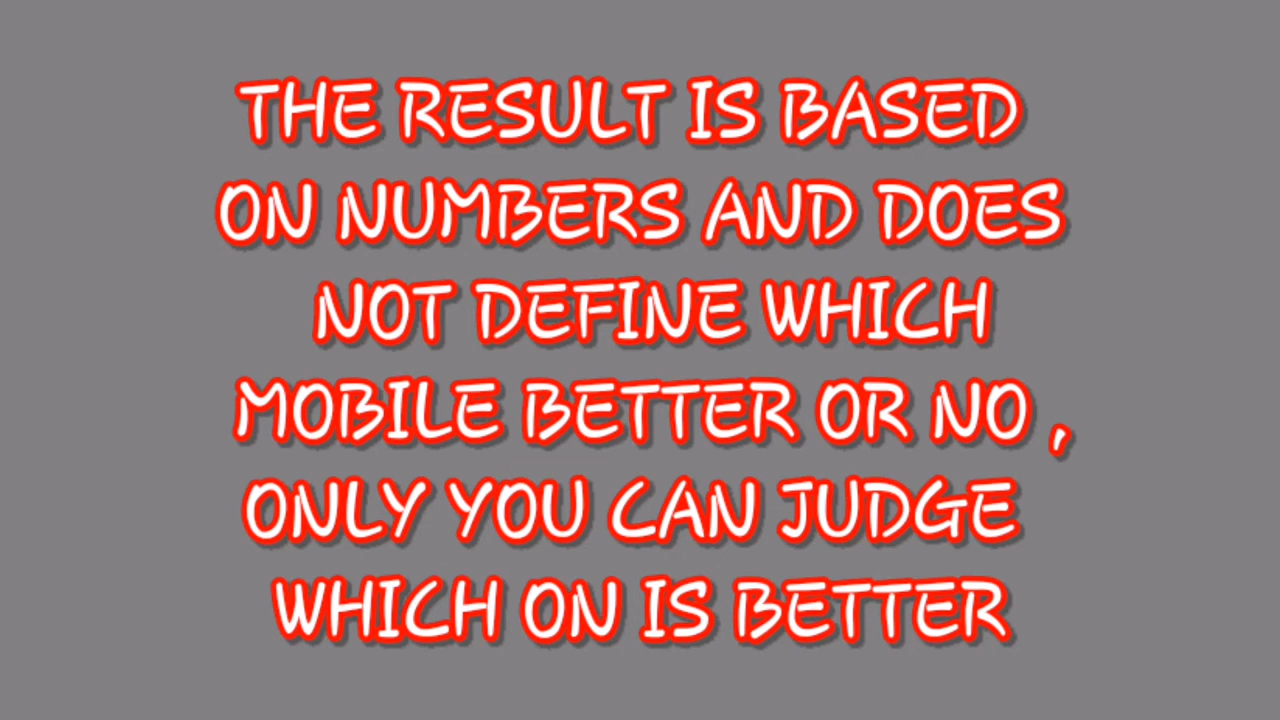 THE RESULT IS BASED
ON NUMBERS AND DOES
NOT DEFINE WHICH
MOBILE BETTER OR NO ,
ONLY YOU CAN JUDGE
WHICH ON IS BETTER